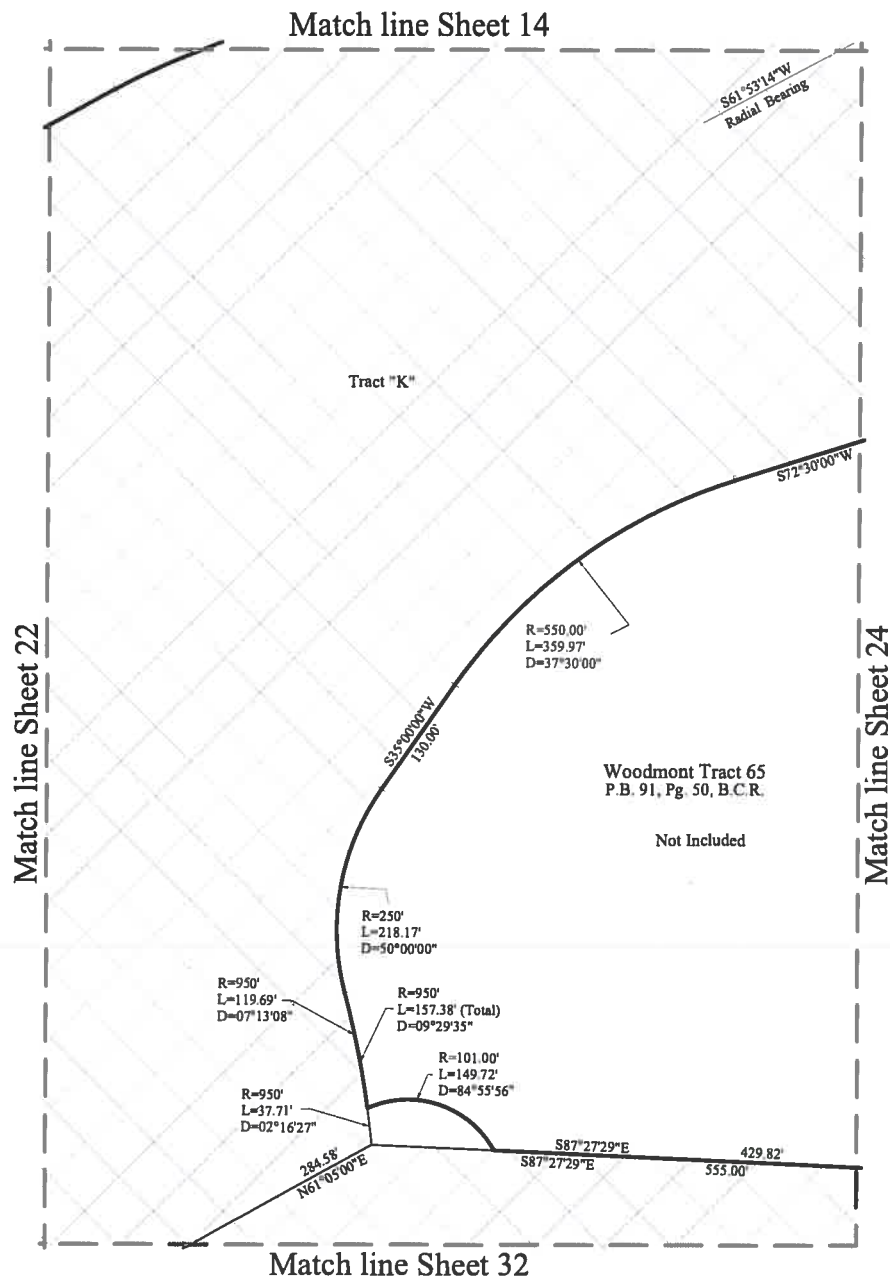 Match line Sheet 14
S61°53'14"W
Radial Bearing
Tract "K"
S72°30'00"W
R=550.00'
L=359.97'
D=37°30'00"
Match line Sheet 22
Match line Sheet 24
S35°00'00"W
130.00'
Woodmont Tract 65
P.B. 91, Pg. 50, B.C.R.
Not Included
R=250'
L=218.17'
D=50°00'00"
R=950'
L=119.69'
D=07°13'08"
R=950'
L=157.38' (Total)
D=09°29'35"
R=101.00'
L=149.72'
D=84°55'56"
R=950'
L=37.71'
D=02°16'27"
284.58'
N61°05'00"E
S87°27'29"E 429.82'
S87°27'29"E 555.00'
Match line Sheet 32